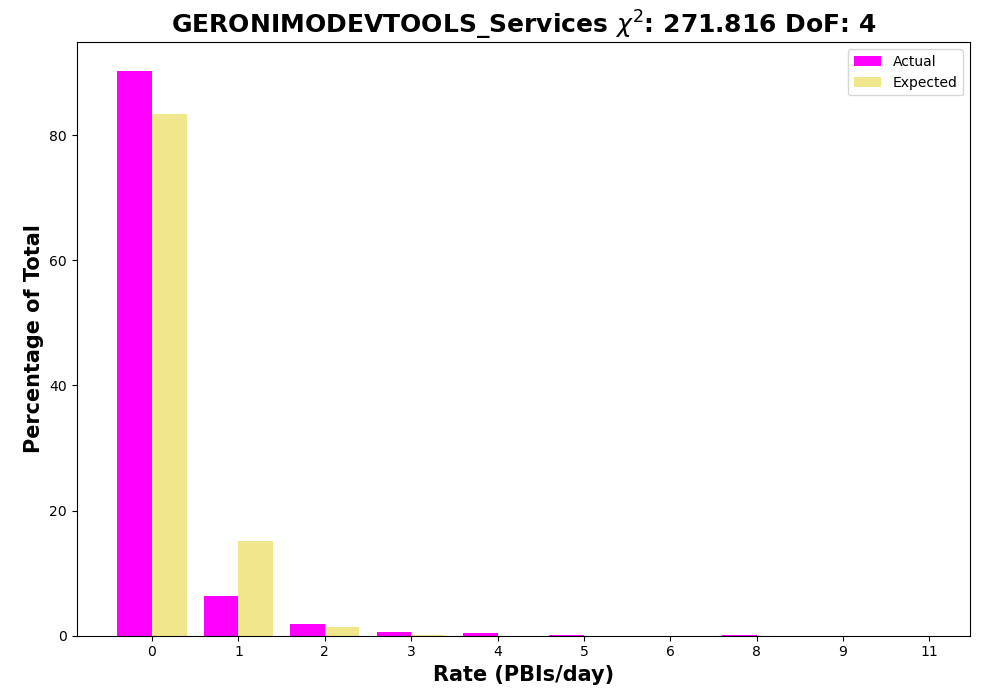 GERONIMODEVTOOLS_Services χ²: 271.816 DoF: 4
Actual
Expected
Percentage of Total
80
60
40
20
0
0 1 2 3 4 5 6 8 9 11
Rate (PBIs/day)